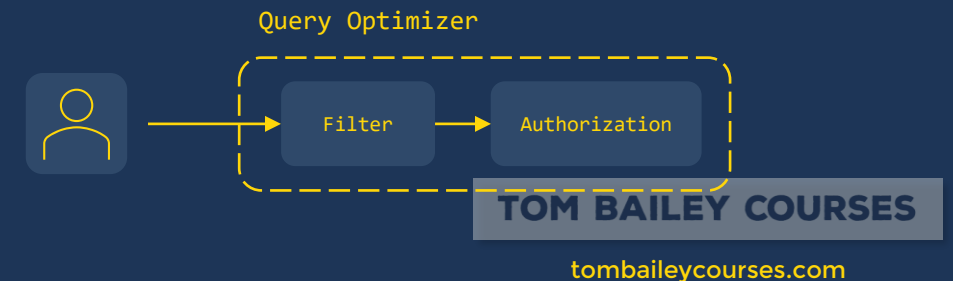 Query Optimizer
Filter
Authorization
TOM BAILEY COURSES
tombaileycourses.com